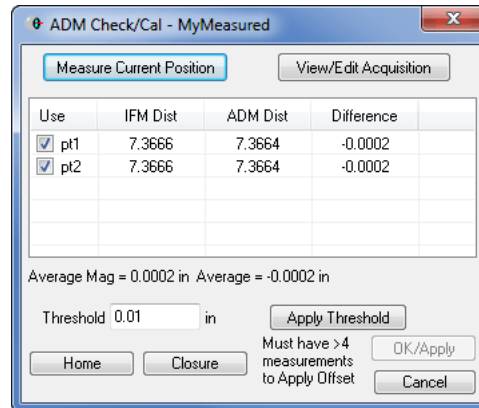 ADM Check/Cal - MyMeasured
Measure Current Position View/Edit Acquisition
Use IFM Dist ADM Dist Difference
pt1 7.3666 7.3664 -0.0002
pt2 7.3666 7.3664 -0.0002
Average Mag = 0.0002 in Average = -0.0002 in
Threshold 0.01 in Apply Threshold
Home Closure
Must have >4
measurements
to Apply Offset
OK/Apply
Cancel